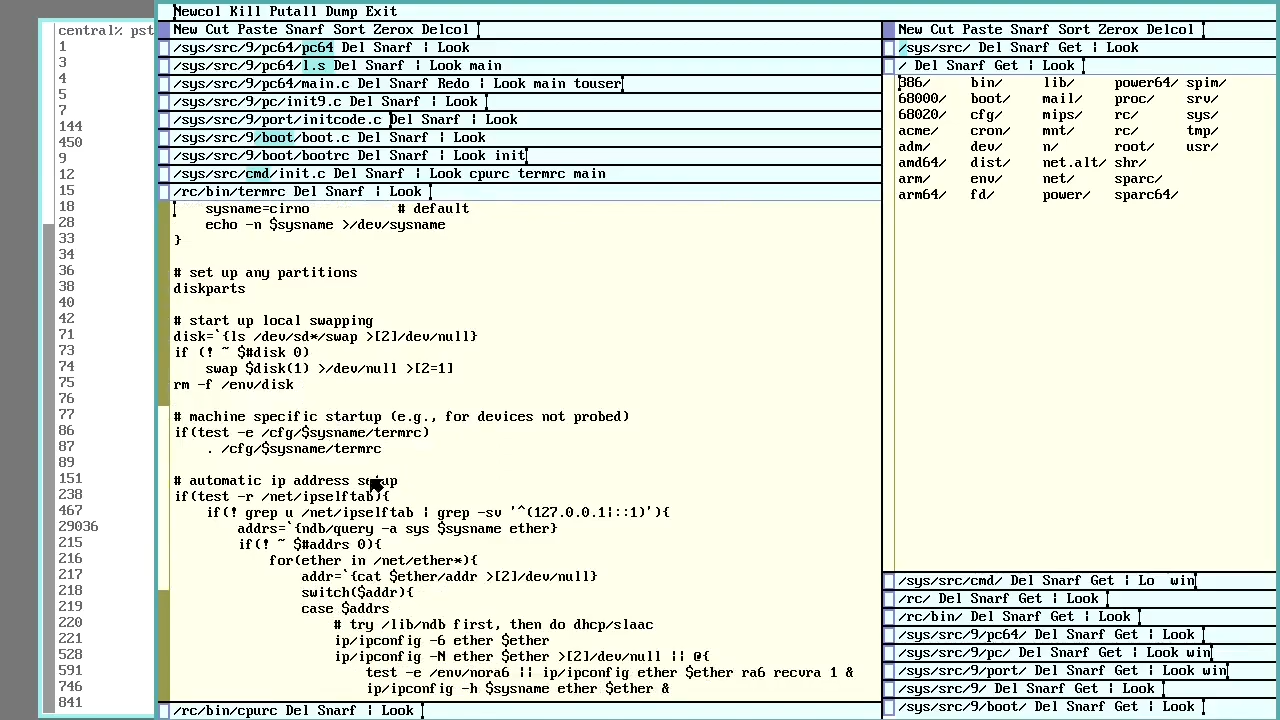 central% pst
1
3
4
5
7
144
450
9
12
15
18
28
33
34
36
38
40
42
71
73
74
75
76
77
86
87
89
151
238
467
29036
215
216
217
218
219
220
221
528
591
746
841
Newcol Kill Putall Dump Exit
New Cut Paste Snarf Sort Zerox Delcol
/sys/src/9/pc64/pc64 Del Snarf | Look
/sys/src/9/pc64/l.s Del Snarf | Look main
/sys/src/9/pc64/main.c Del Snarf Redo | Look main touser
/sys/src/9/pc/init9.c Del Snarf | Look
/sys/src/9/port/initcode.c Del Snarf | Look
/sys/src/9/boot/boot.c Del Snarf | Look
/sys/src/9/boot/bootrc Del Snarf | Look init
/sys/src/cmd/init.c Del Snarf | Look cpurc termrc main
/rc/bin/termrc Del Snarf | Look
    sysname=cirno           # default
    echo -n $sysname >/dev/sysname
}
# set up any partitions
diskparts
# start up local swapping
disk=`{ls /dev/sd*/swap >[2]/dev/null}
if (! ~ $#disk 0)
    swap $disk(1) >/dev/null >[2=1]
rm -f /env/disk
# machine specific startup (e.g., for devices not probed)
if(test -e /cfg/$sysname/termrc)
    . /cfg/$sysname/termrc
# automatic ip address setup
if(test -r /net/ipselftab){
    if(! grep u /net/ipselftab | grep -sv '^(127.0.0.1|::1)'){
        addrs=`{ndb/query -a sys $sysname ether}
        if(! ~ $#addrs 0){
            for(ether in /net/ether*){
                addr=`{cat $ether/addr >[2]/dev/null}
                switch($addr){
                case $addrs
                    # try /lib/ndb first, then do dhcp/slaac
                    ip/ipconfig -6 ether $ether
                    ip/ipconfig -N ether $ether >[2]/dev/null || @{
                        test -e /env/nora6 || ip/ipconfig ether $ether ra6 recvra 1 &
                        ip/ipconfig -h $sysname ether $ether &
/rc/bin/cpurc Del Snarf | Look
New Cut Paste Snarf Sort Zerox Delcol
/sys/src/ Del Snarf Get | Look
/ Del Snarf Get | Look
386/ bin/ lib/ power64/ spim/
68000/ boot/ mail/ proc/ srv/
68020/ cfg/ mips/ rc/ sys/
acme/ cron/ mnt/ rc/ tmp/
adm/ dev/ n/ root/ usr/
amd64/ dist/ net.alt/ shr/
arm/ env/ net/ sparc/
arm64/ fd/ power/ sparc64/
/sys/src/cmd/ Del Snarf Get | Lo win
/rc/ Del Snarf Get | Look
/rc/bin/ Del Snarf Get | Look
/sys/src/9/pc64/ Del Snarf Get | Look
/sys/src/9/pc/ Del Snarf Get | Look win
/sys/src/9/port/ Del Snarf Get | Look win
/sys/src/9/ Del Snarf Get | Look
/sys/src/9/boot/ Del Snarf Get | Look